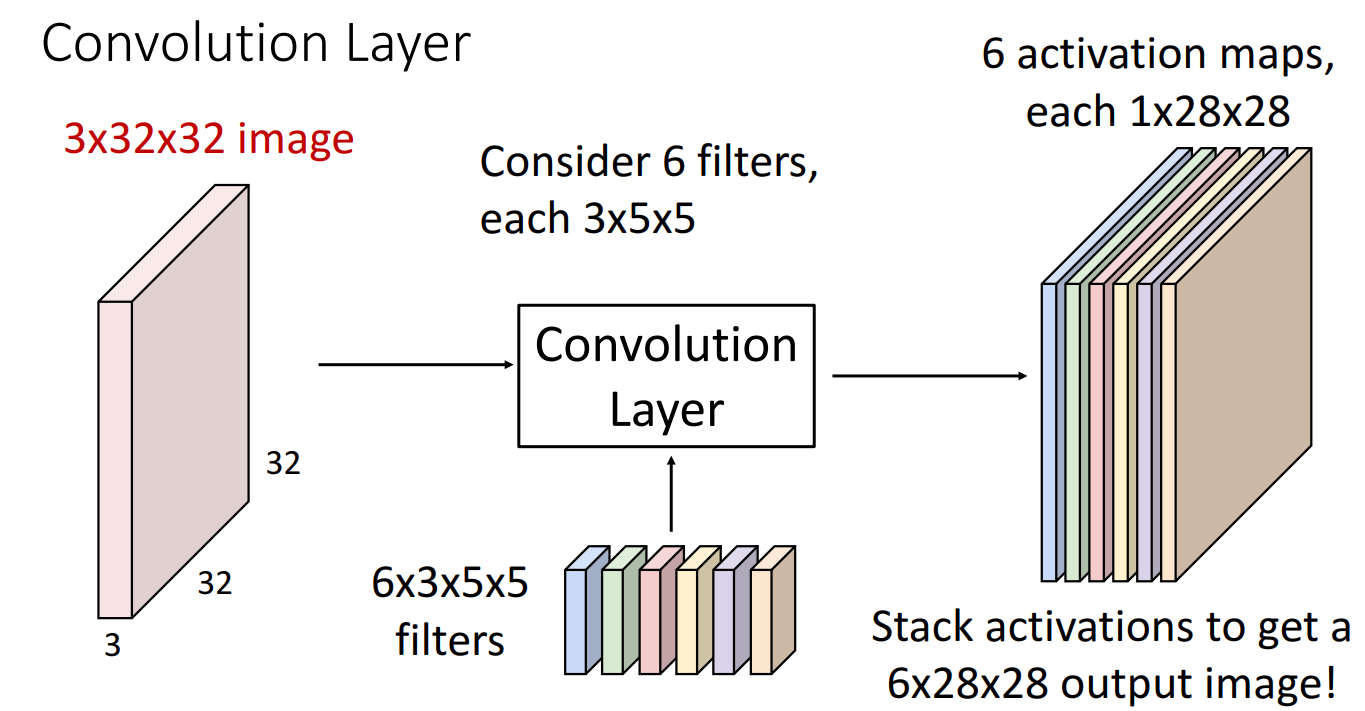 Convolution Layer
3x32x32 image
32
32
3
Consider 6 filters,
each 3x5x5
Convolution
Layer
6x3x5x5
filters
6 activation maps,
each 1x28x28
Stack activations to get a
6x28x28 output image!